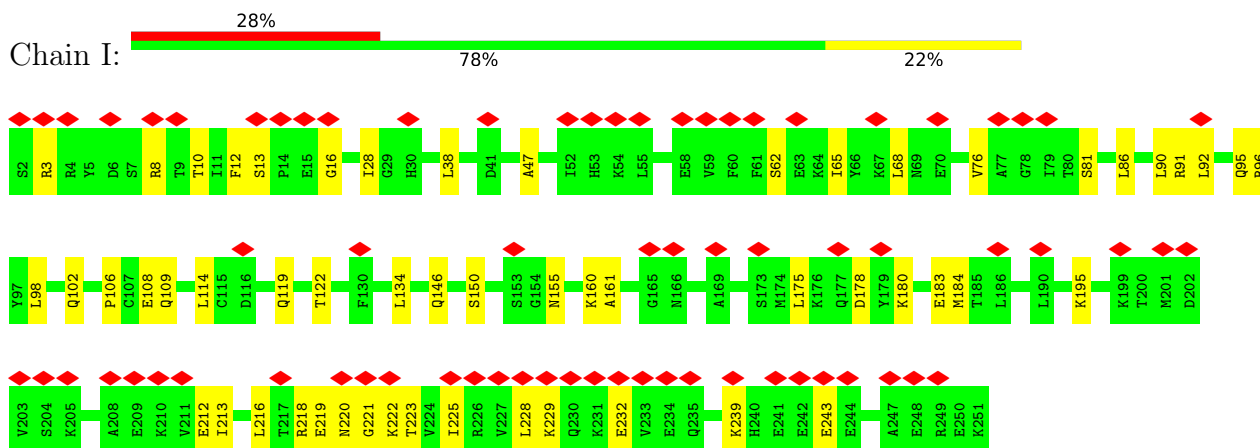 28%
Chain I:
78% 22%
S2 R3 R4 Y5 D6 S7 R8 T9 T10 I11 F12 S13 P14 E15 G16 I28 G29 H30 L38 D41 A47 I52 H53 K54 L55 E58 V59 F60 F61 S62 E63 K64 I65 Y66 K67 L68 N69 E70 V76 A77 G78 I79 T80 S81 L86 L90 R91 L92 Q95 R96
Y97 L98 Q102 P106 C107 E108 Q109 L114 C115 D116 Q119 T122 F130 L134 Q146 S150 S153 G154 N155 K160 A161 G165 N166 A169 S173 M174 L175 K176 Q177 D178 Y179 K180 E183 M184 T185 L186 L190 K195 K199 T200 M201 D202
V203 S204 K205 A208 E209 K210 V211 E212 I213 L216 T217 R218 E219 N220 G221 K222 T223 V224 I225 R226 V227 L228 K229 Q230 K231 E232 V233 E234 Q235 K239 H240 E241 E242 E243 E244 A247 E248 R249 E250 K251